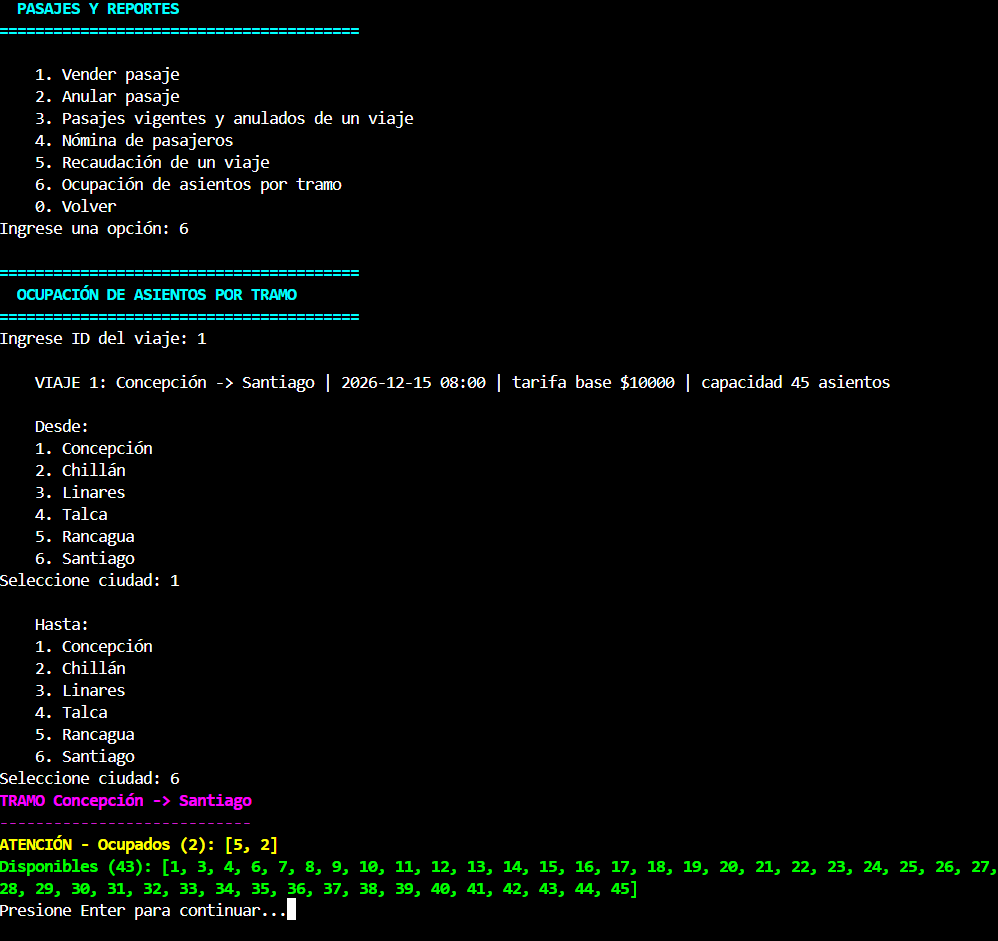 PASAJES Y REPORTES
========================================
1. Vender pasaje
2. Anular pasaje
3. Pasajes vigentes y anulados de un viaje
4. Nómina de pasajeros
5. Recaudación de un viaje
6. Ocupación de asientos por tramo
0. Volver
Ingrese una opción: 6
========================================
OCUPACIÓN DE ASIENTOS POR TRAMO
========================================
Ingrese ID del viaje: 1
VIAJE 1: Concepción -> Santiago | 2026-12-15 08:00 | tarifa base $10000 | capacidad 45 asientos
Desde:
1. Concepción
2. Chillán
3. Linares
4. Talca
5. Rancagua
6. Santiago
Seleccione ciudad: 1
Hasta:
1. Concepción
2. Chillán
3. Linares
4. Talca
5. Rancagua
6. Santiago
Seleccione ciudad: 6
TRAMO Concepción -> Santiago
----------------------------
ATENCIÓN - Ocupados (2): [5, 2]
Disponibles (43): [1, 3, 4, 6, 7, 8, 9, 10, 11, 12, 13, 14, 15, 16, 17, 18, 19, 20, 21, 22, 23, 24, 25, 26, 27,
28, 29, 30, 31, 32, 33, 34, 35, 36, 37, 38, 39, 40, 41, 42, 43, 44, 45]
Presione Enter para continuar...